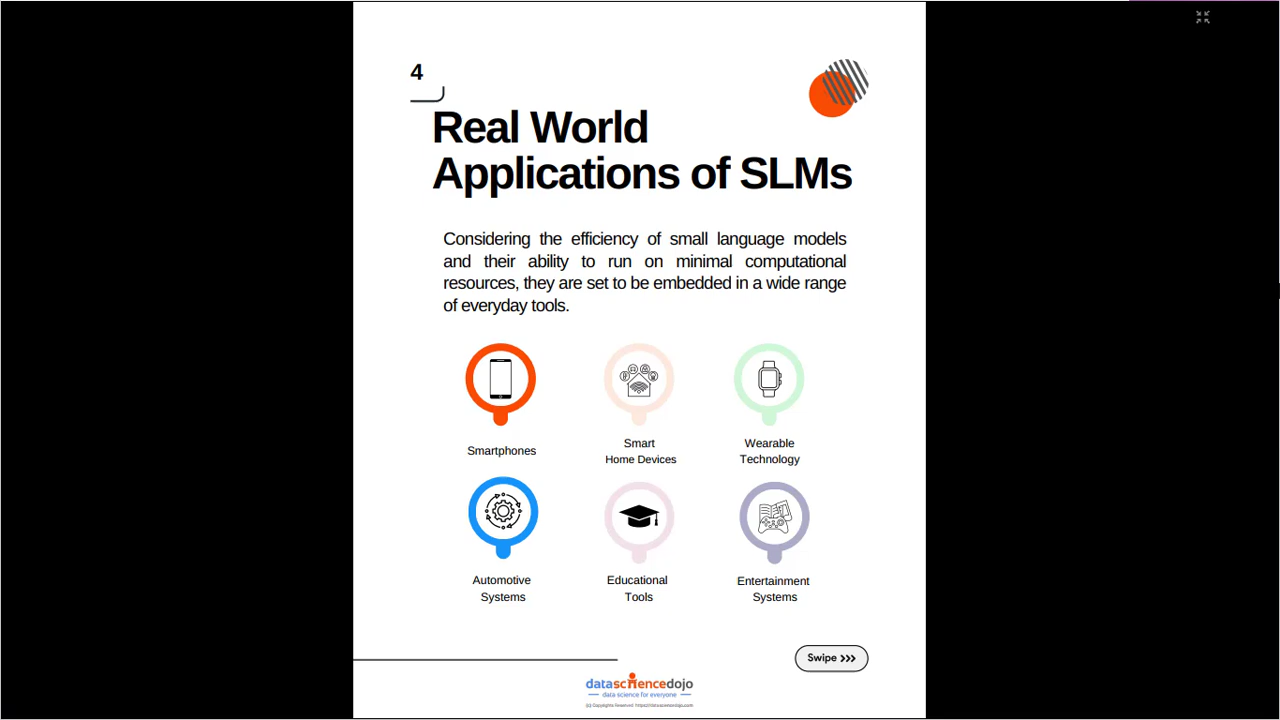 4
Real World
Applications of SLMs
Considering the efficiency of small language models
and their ability to run on minimal computational
resources, they are set to be embedded in a wide range
of everyday tools.
Smartphones
Smart
Home Devices
Wearable
Technology
Automotive
Systems
Educational
Tools
Entertainment
Systems
Swipe
datasciencedojo
data science for everyone